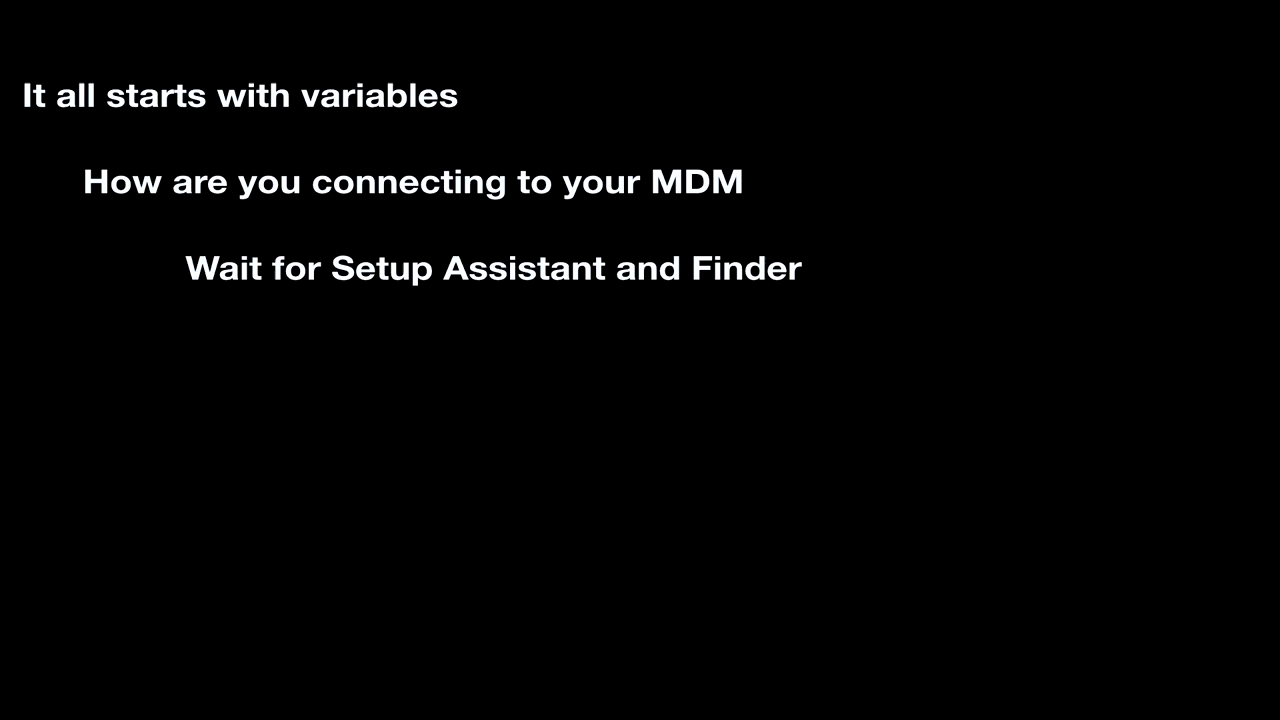 It all starts with variables
How are you connecting to your MDM
Wait for Setup Assistant and Finder